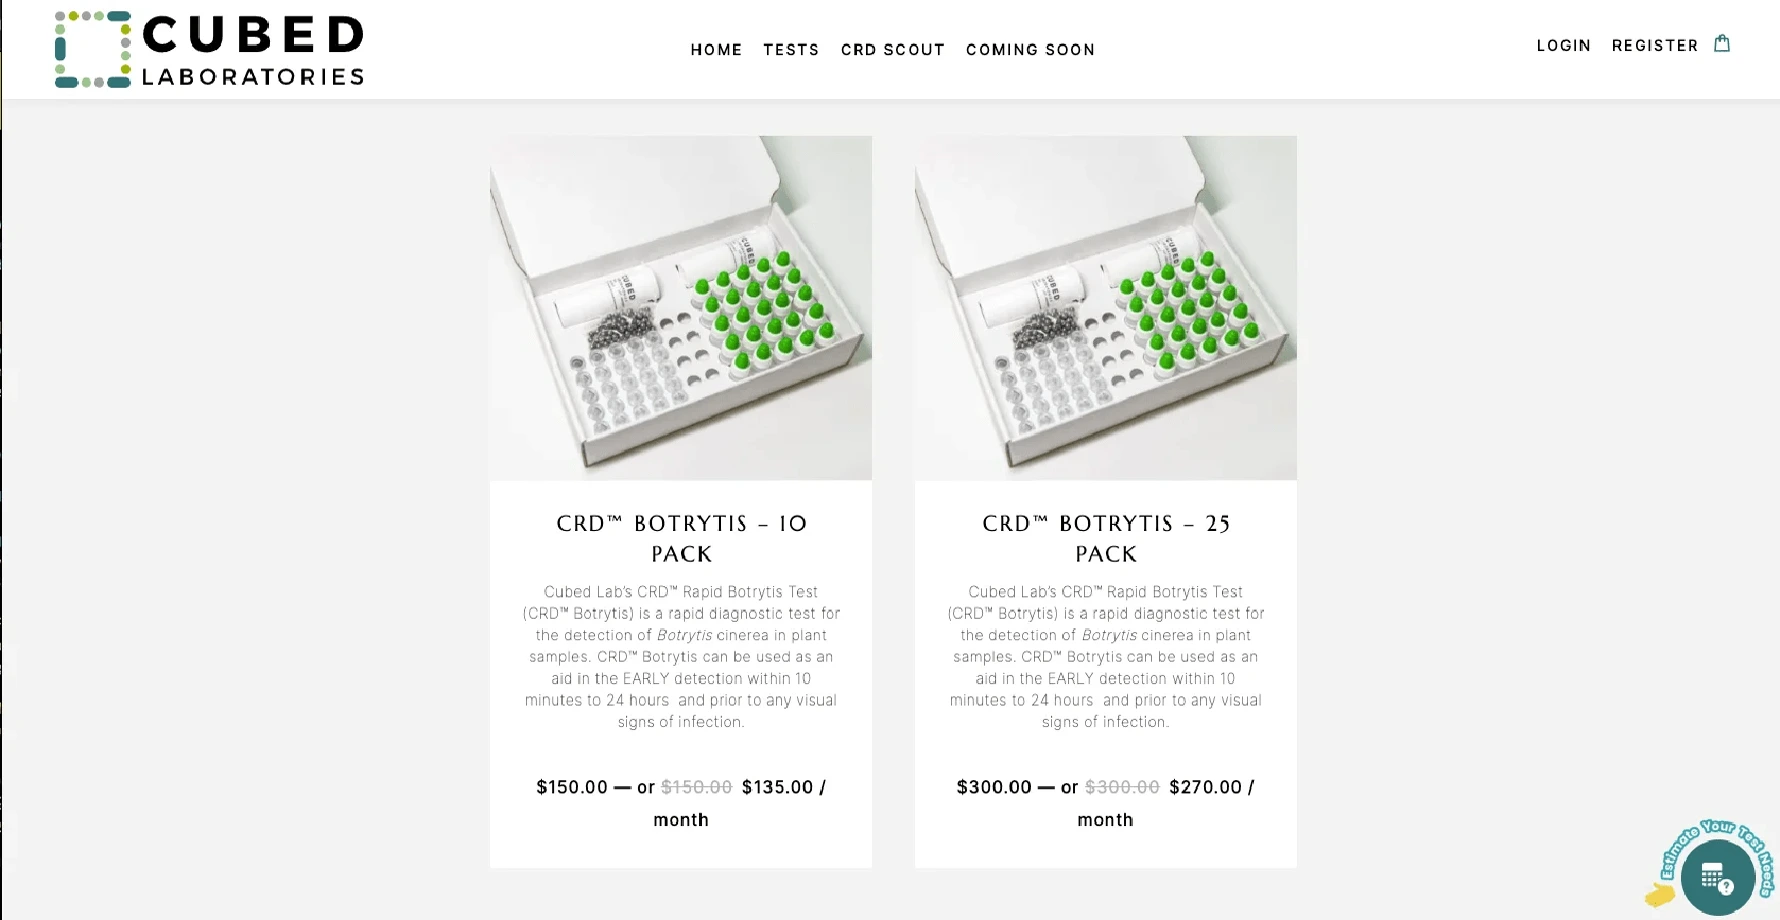 CUBED
LABORATORIES
HOME TESTS CRD SCOUT COMING SOON
LOGIN REGISTER
CUBED
CUBED
CUBED
CUBED
CRD™ BOTRYTIS – 10
PACK
Cubed Lab’s CRD™ Rapid Botrytis Test
(CRD™ Botrytis) is a rapid diagnostic test for
the detection of Botrytis cinerea in plant
samples. CRD™ Botrytis can be used as an
aid in the EARLY detection within 10
minutes to 24 hours and prior to any visual
signs of infection.
$150.00 — or $150.00 $135.00 /
month
CRD™ BOTRYTIS – 25
PACK
Cubed Lab’s CRD™ Rapid Botrytis Test
(CRD™ Botrytis) is a rapid diagnostic test for
the detection of Botrytis cinerea in plant
samples. CRD™ Botrytis can be used as an
aid in the EARLY detection within 10
minutes to 24 hours and prior to any visual
signs of infection.
$300.00 — or $300.00 $270.00 /
month
Estimate Your Test Needs
?